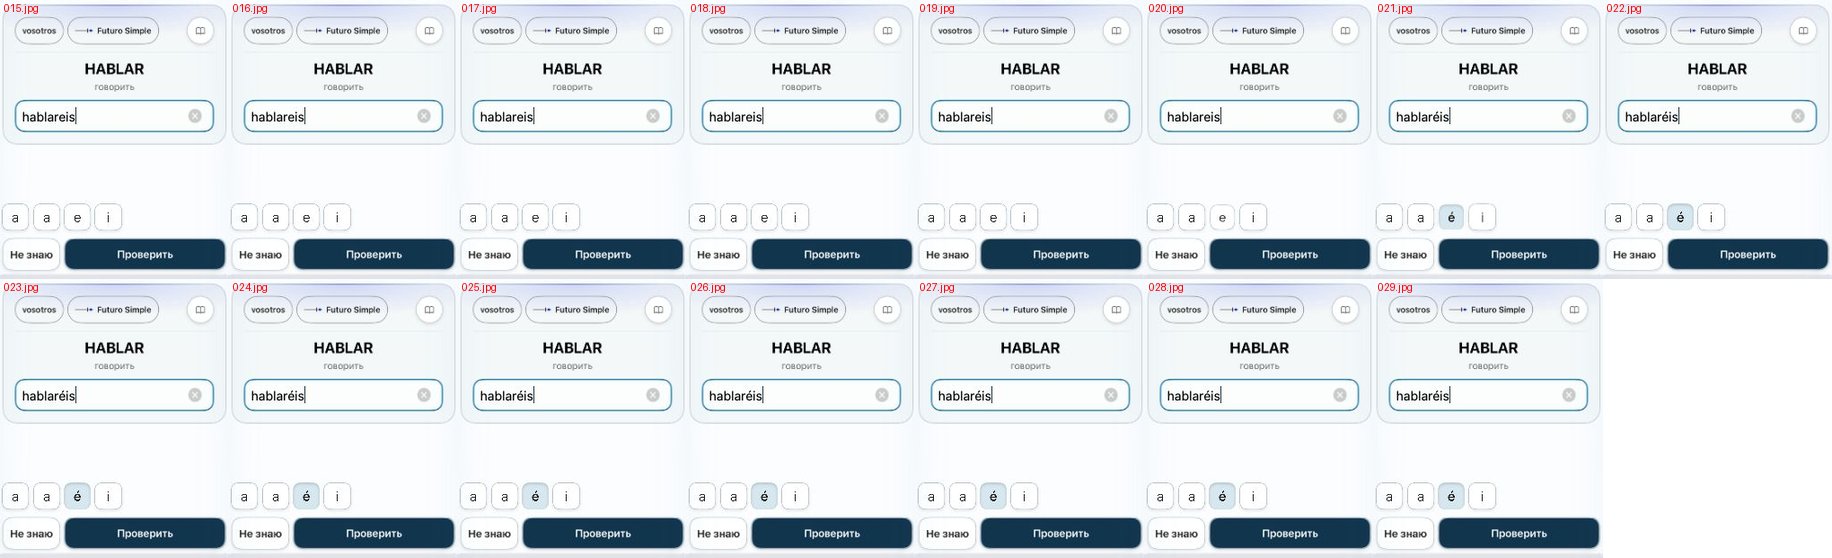 015.jpg 016.jpg 017.jpg 018.jpg 019.jpg 020.jpg 021.jpg 022.jpg
vosotros Futuro Simple vosotros Futuro Simple vosotros Futuro Simple vosotros Futuro Simple vosotros Futuro Simple vosotros Futuro Simple vosotros Futuro Simple vosotros Futuro Simple
HABLAR HABLAR HABLAR HABLAR HABLAR HABLAR HABLAR HABLAR
говорить говорить говорить говорить говорить говорить говорить говорить
hablareis hablareis hablareis hablareis hablareis hablareis hablaréis hablaréis
a a e i a a e i a a e i a a e i a a e i a a e i a a é i a a é i
Не знаю Проверить Не знаю Проверить Не знаю Проверить Не знаю Проверить Не знаю Проверить Не знаю Проверить Не знаю Проверить Не знаю Проверить
023.jpg 024.jpg 025.jpg 026.jpg 027.jpg 028.jpg 029.jpg
vosotros Futuro Simple vosotros Futuro Simple vosotros Futuro Simple vosotros Futuro Simple vosotros Futuro Simple vosotros Futuro Simple vosotros Futuro Simple
HABLAR HABLAR HABLAR HABLAR HABLAR HABLAR HABLAR
говорить говорить говорить говорить говорить говорить говорить
hablaréis hablaréis hablaréis hablaréis hablaréis hablaréis hablaréis
a a é i a a é i a a é i a a é i a a é i a a é i a a é i
Не знаю Проверить Не знаю Проверить Не знаю Проверить Не знаю Проверить Не знаю Проверить Не знаю Проверить Не знаю Проверить